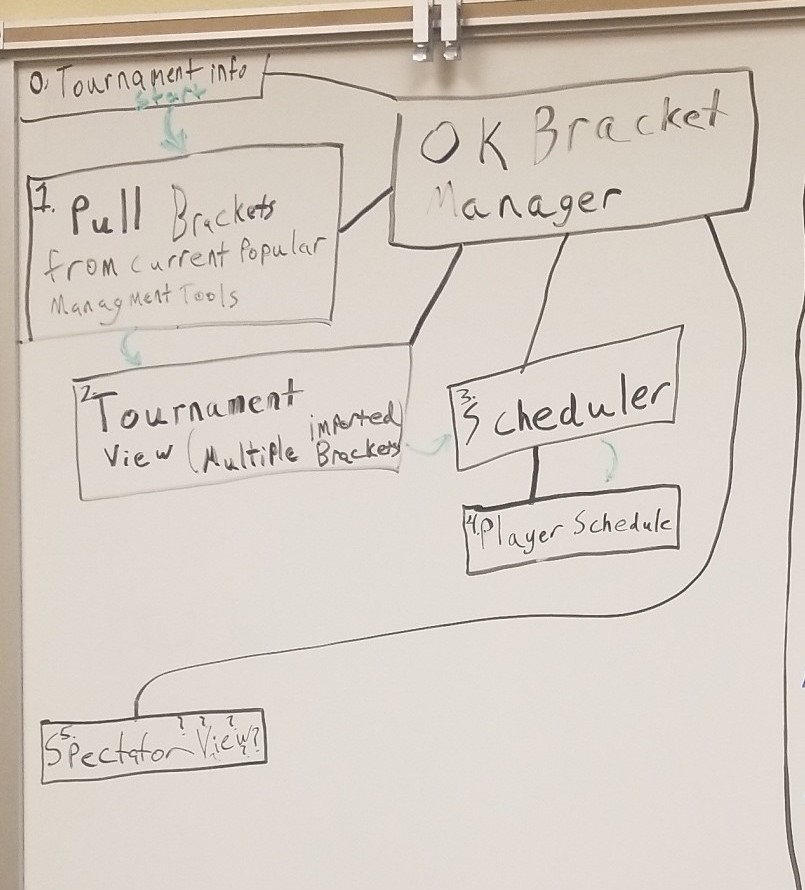 0. Tournament info
Start
OK Bracket
Manager
1. Pull Brackets
from current Popular
Managment Tools
2. Tournament
View (Multiple imported
Brackets)
3. Scheduler
4. Player Schedule
5. ? ? ?
Spectator View?
?